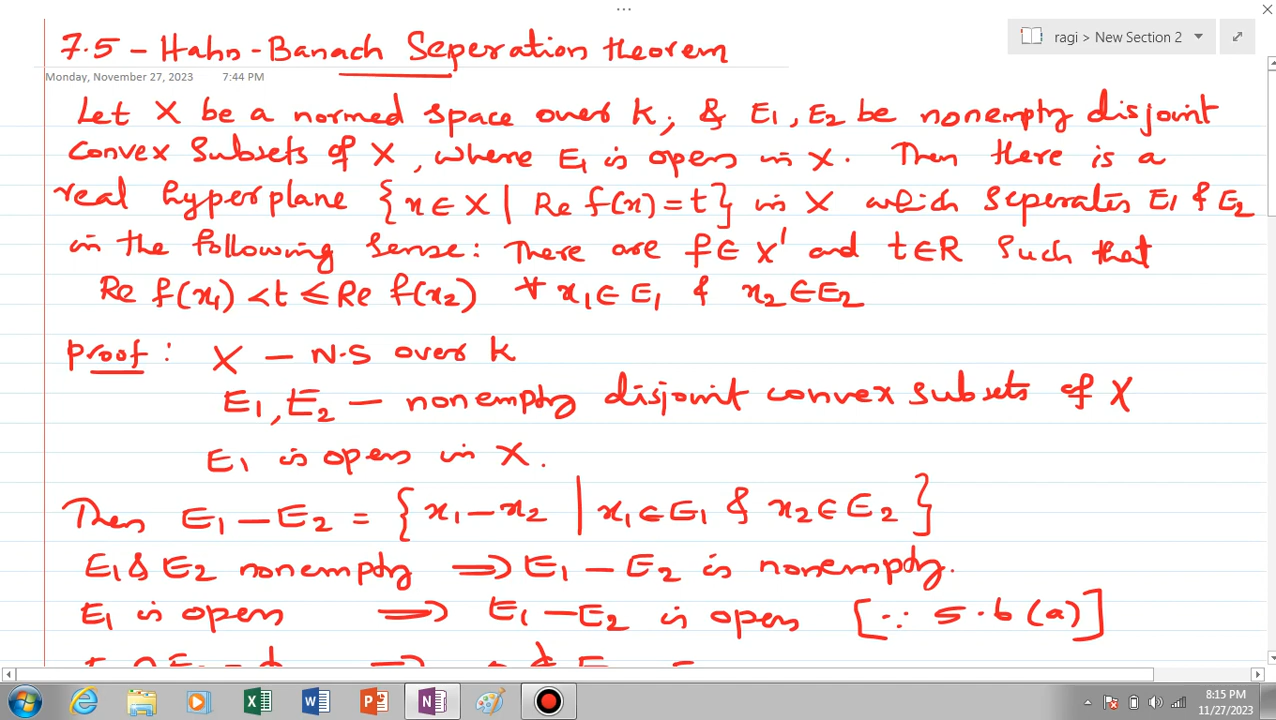 ragi > New Section 2
7.5 - Hahn-Banach Seperation theorem
Monday, November 27, 2023 7:44 PM
Let X be a normed space over k, & E1, E2 be nonempty disjoint
convex subsets of X, where E1 is open in X. Then there is a
real hyperplane {x ∈ X | Re f(x) = t} in X which seperates E1 & E2
in the following sense: There are f ∈ X' and t ∈ R such that
Re f(x1) < t ≤ Re f(x2) ∀ x1 ∈ E1 & x2 ∈ E2
Proof: X - N.S over k
E1, E2 - nonempty disjoint convex subsets of X
E1 is open in X.
Then E1 - E2 = {x1 - x2 | x1 ∈ E1 & x2 ∈ E2}
E1 & E2 nonempty ⟹ E1 - E2 is nonempty.
E1 is open ⟹ E1 - E2 is open [∵ 5.6(a)]
8:15 PM
11/27/2023